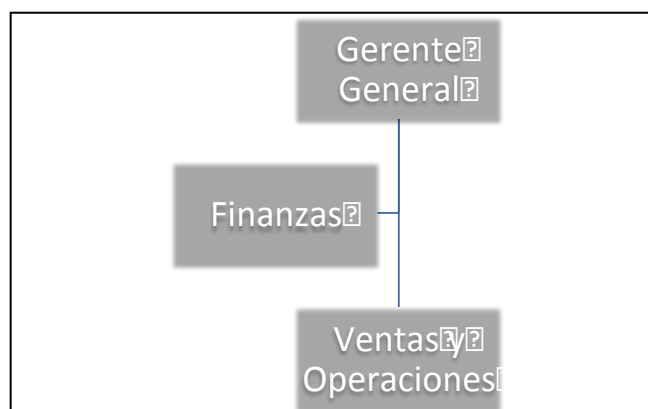 Gerente
General
Finanzas
Ventas y
Operaciones